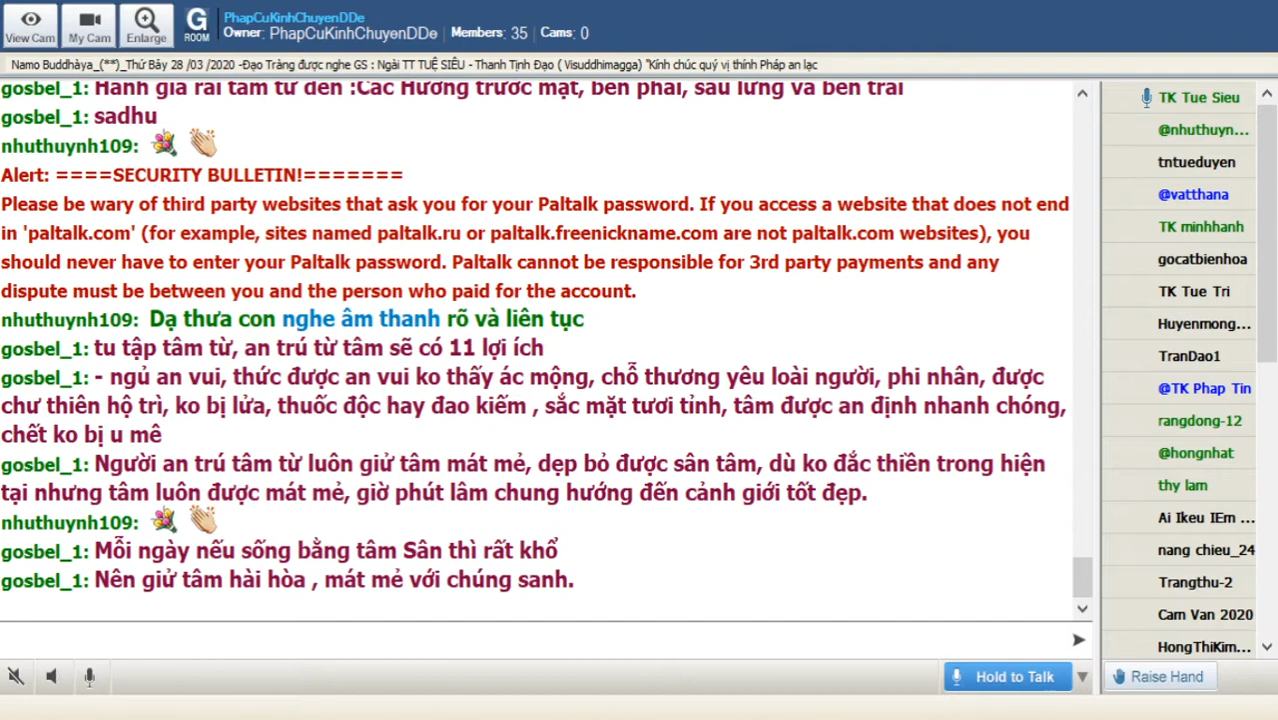 View Cam
My Cam
Enlarge
G
ROOM
PhapCuKinhChuyenDDe
Owner: PhapCuKinhChuyenDDe Members: 35 Cams: 0
Namo Buddhàya_(**)_Thứ Bảy 28 /03 /2020 -Đạo Tràng được nghe GS : Ngài TT TUỆ SIÊU - Thanh Tịnh Đạo ( Visuddhimagga) "Kính chúc quý vị thính Pháp an lạc
gosbel_1: Hành giả rãi tâm từ đến :Các Hướng trước mặt, bên phải, sau lưng và bên trái
gosbel_1: sadhu
nhuthuynh109:
Alert: ====SECURITY BULLETIN!=======
Please be wary of third party websites that ask you for your Paltalk password. If you access a website that does not end
in 'paltalk.com' (for example, sites named paltalk.ru or paltalk.freenickname.com are not paltalk.com websites), you
should never have to enter your Paltalk password. Paltalk cannot be responsible for 3rd party payments and any
dispute must be between you and the person who paid for the account.
nhuthuynh109: Dạ thưa con nghe âm thanh rõ và liên tục
gosbel_1: tu tập tâm từ, an trú từ tâm sẽ có 11 lợi ích
gosbel_1: - ngủ an vui, thức được an vui ko thấy ác mộng, chỗ thương yêu loài người, phi nhân, được
chư thiên hộ trì, ko bị lửa, thuốc độc hay đao kiếm , sắc mặt tươi tỉnh, tâm được an định nhanh chóng,
chết ko bị u mê
gosbel_1: Người an trú tâm từ luôn giử tâm mát mẻ, dẹp bỏ được sân tâm, dù ko đắc thiền trong hiện
tại nhưng tâm luôn được mát mẻ, giờ phút lâm chung hướng đến cảnh giới tốt đẹp.
nhuthuynh109:
gosbel_1: Mỗi ngày nếu sống bằng tâm Sân thì rất khổ
gosbel_1: Nên giử tâm hài hòa , mát mẻ với chúng sanh.
Hold to Talk
TK Tue Sieu
@nhuthuyn...
tntueduyen
@vatthana
TK minhhanh
gocatbienhoa
TK Tue Tri
Huyenmong...
TranDao1
@TK Phap Tin
rangdong-12
@hongnhat
thy lam
Ai Ikeu IEm ...
nang chieu_24
Trangthu-2
Cam Van 2020
HongThiKim...
Raise Hand